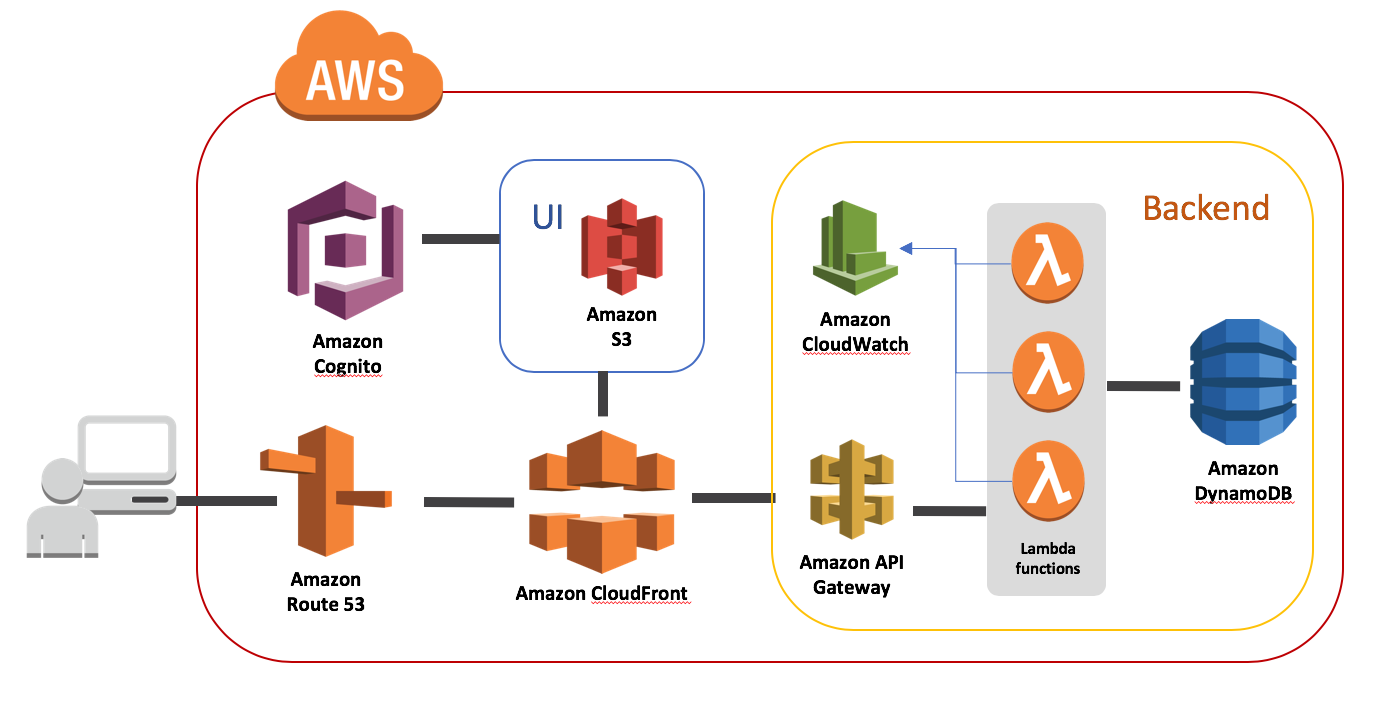 AWS
UI
Backend
Amazon
S3
Amazon
CloudWatch
Amazon
Cognito
Amazon
DynamoDB
Amazon
Route 53
Amazon CloudFront
Amazon API
Gateway
Lambda
functions